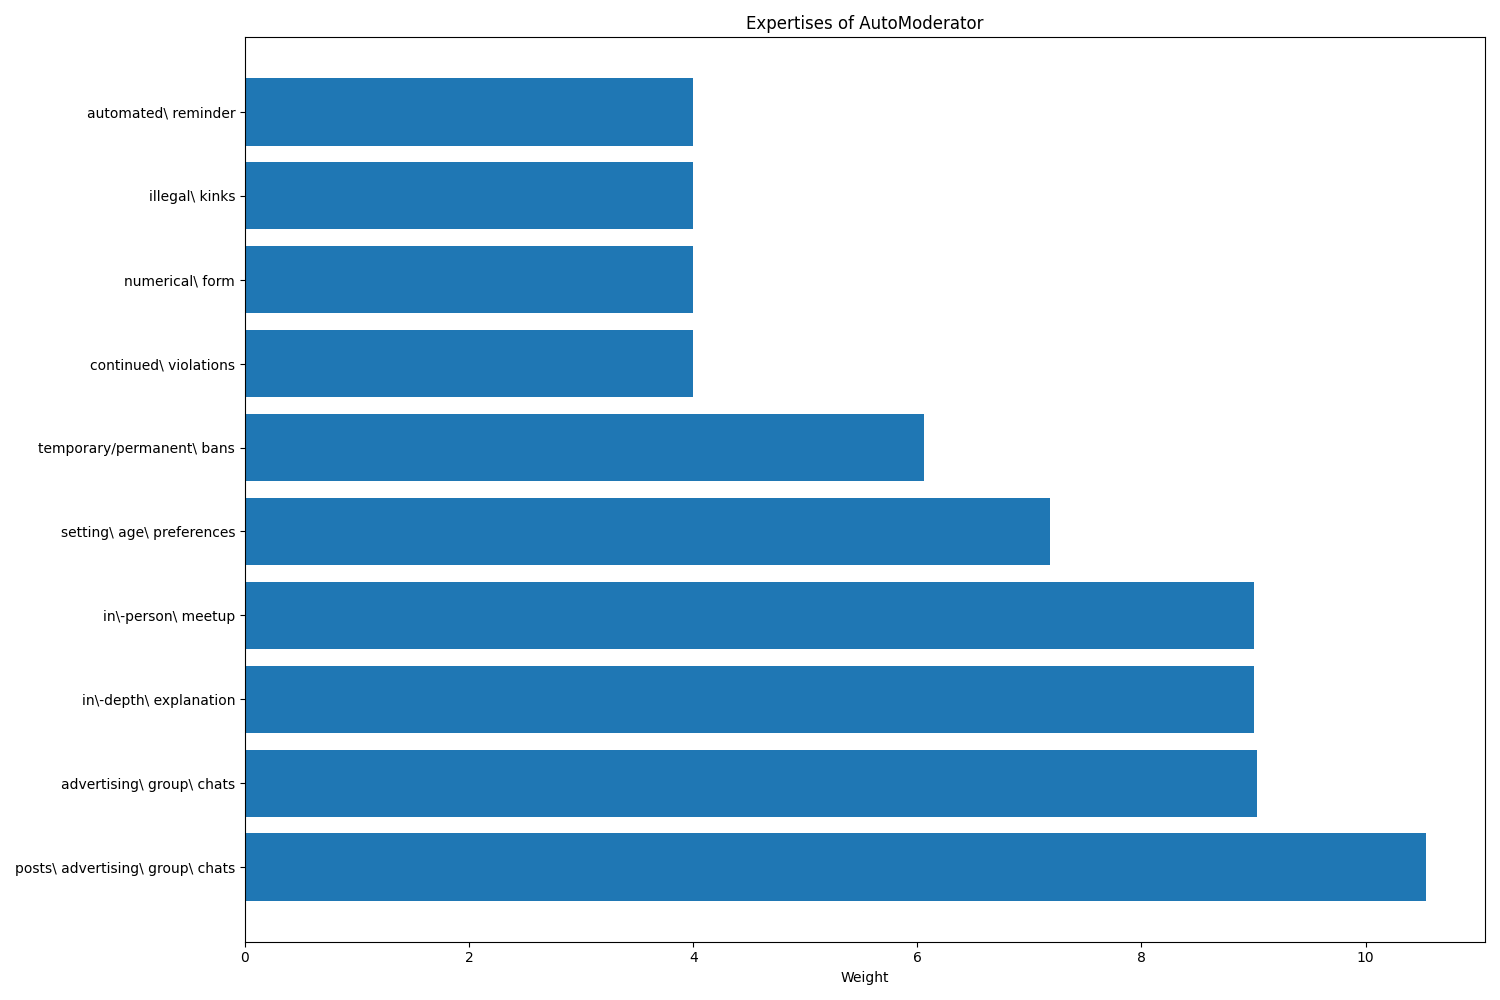 Expertises of AutoModerator
automated\ reminder
illegal\ kinks
numerical\ form
continued\ violations
temporary/permanent\ bans
setting\ age\ preferences
in\-person\ meetup
in\-depth\ explanation
advertising\ group\ chats
posts\ advertising\ group\ chats
0 2 4 6 8 10
Weight